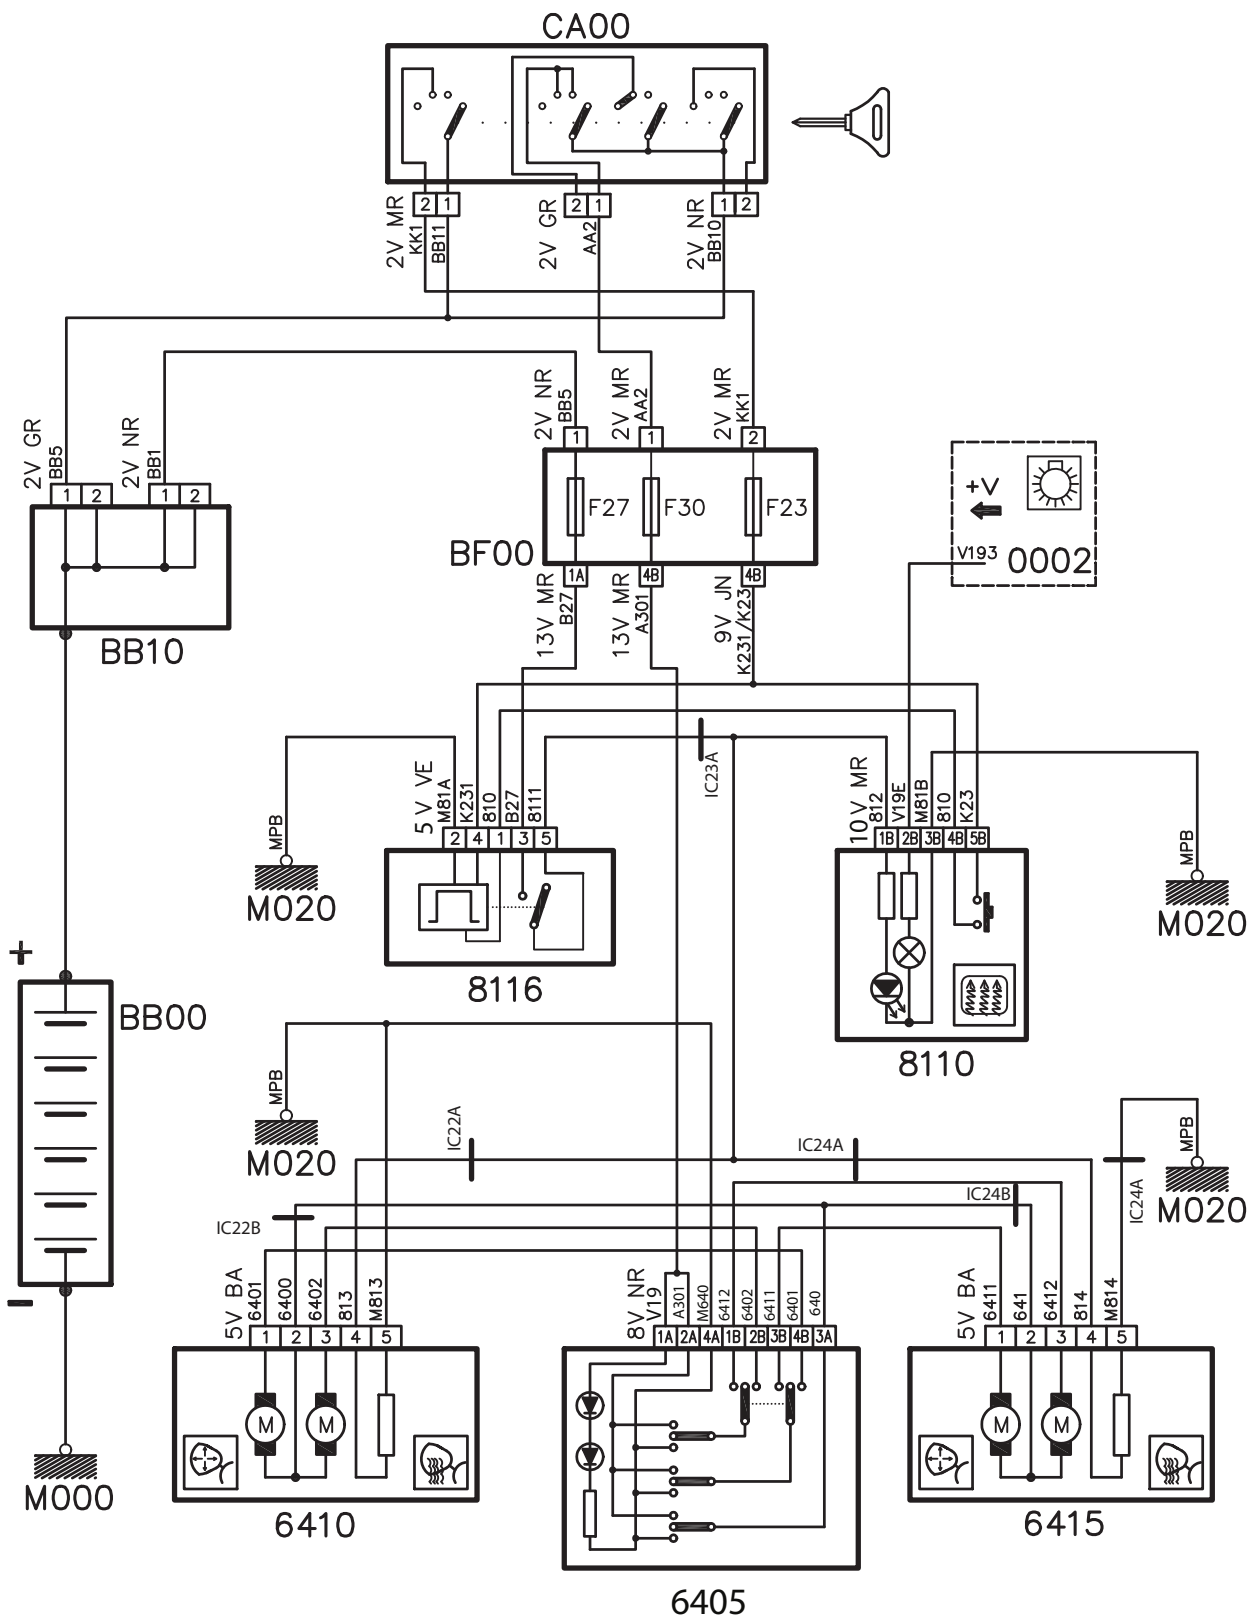 CA00
2V MR
2
1
KK1
BB11
2V GR
2
1
AA2
2V NR
1
2
BB10
2V GR
BB5
1
2
2V NR
BB1
1
2
BB10
2V NR
BB5
1
2V MR
AA2
1
2V MR
KK1
2
BF00
F27
F30
F23
1A
4B
4B
13V MR
B27
13V MR
A301
9V JN
K231/K23
+V
V193
0002
IC23A
MPB
M020
5 V VE
M81A
K231
810
B27
8111
2
4
1
3
5
8116
10V MR
812
V19E
M81B
810
K23
1B
2B
3B
4B
5B
8110
MPB
M020
+
BB00
−
M000
MPB
M020
IC22A
IC24A
IC24B
IC24A
MPB
M020
IC22B
5V BA
6401
6400
6402
813
M813
1
2
3
4
5
M
M
6410
8V NR
V19
A301
M640
6412
6402
6411
6401
640
1A
2A
4A
1B
2B
3B
4B
3A
6405
5V BA
6411
641
6412
814
M814
1
2
3
4
5
M
M
6415